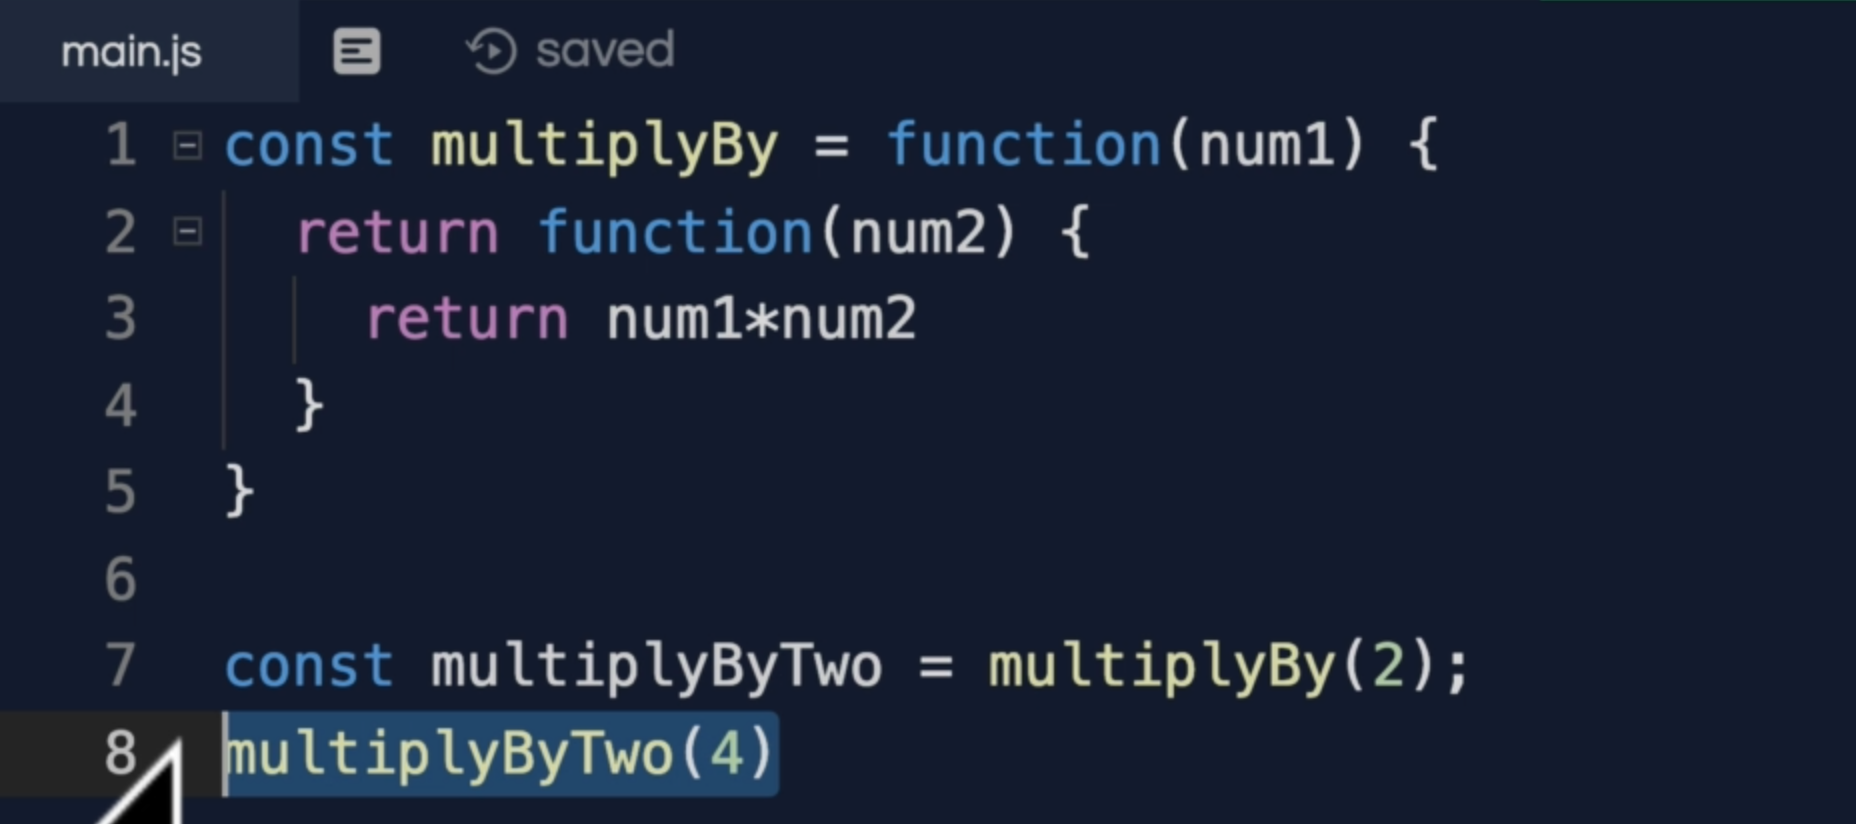 main.js saved
1 const multiplyBy = function(num1) {
2 return function(num2) {
3 return num1*num2
4 }
5 }
6
7 const multiplyByTwo = multiplyBy(2);
8 multiplyByTwo(4)